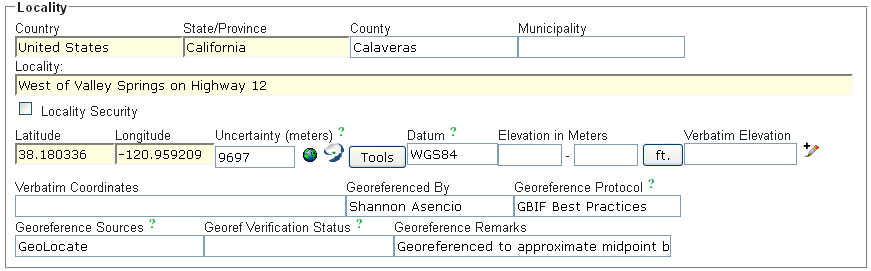 Locality
Country State/Province County Municipality
United States California Calaveras
Locality:
West of Valley Springs on Highway 12
Locality Security
Latitude Longitude Uncertainty (meters) ? Datum ? Elevation in Meters Verbatim Elevation
38.180336 -120.959209 9697 Tools WGS84 - ft.
Verbatim Coordinates Georeferenced By Georeference Protocol ?
Shannon Asencio GBIF Best Practices
Georeference Sources ? Georef Verification Status ? Georeference Remarks
GeoLocate Georeferenced to approximate midpoint b